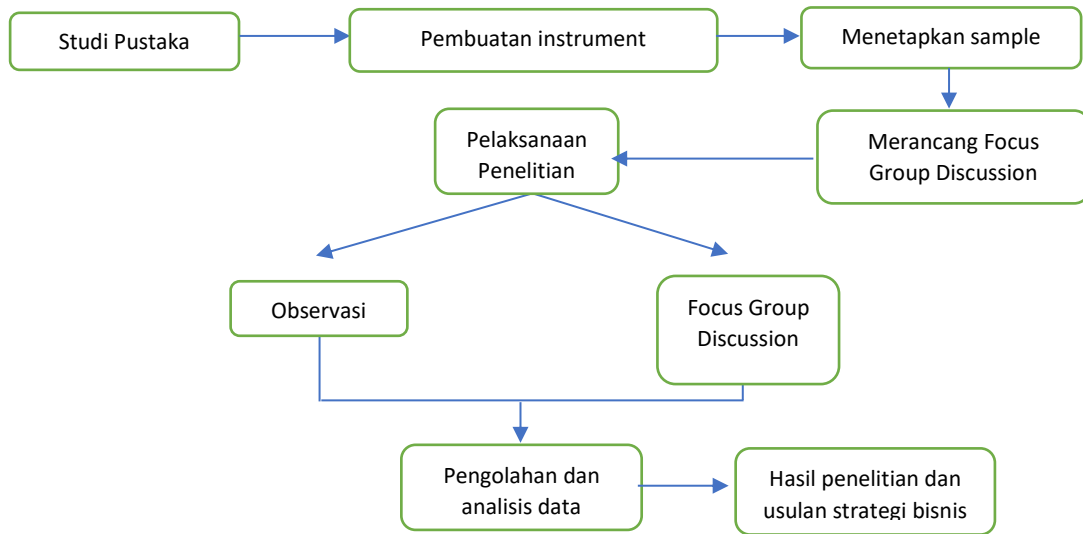 Studi Pustaka
Pembuatan instrument
Menetapkan sample
Merancang Focus
Group Discussion
Pelaksanaan
Penelitian
Observasi
Focus Group
Discussion
Pengolahan dan
analisis data
Hasil penelitian dan
usulan strategi bisnis